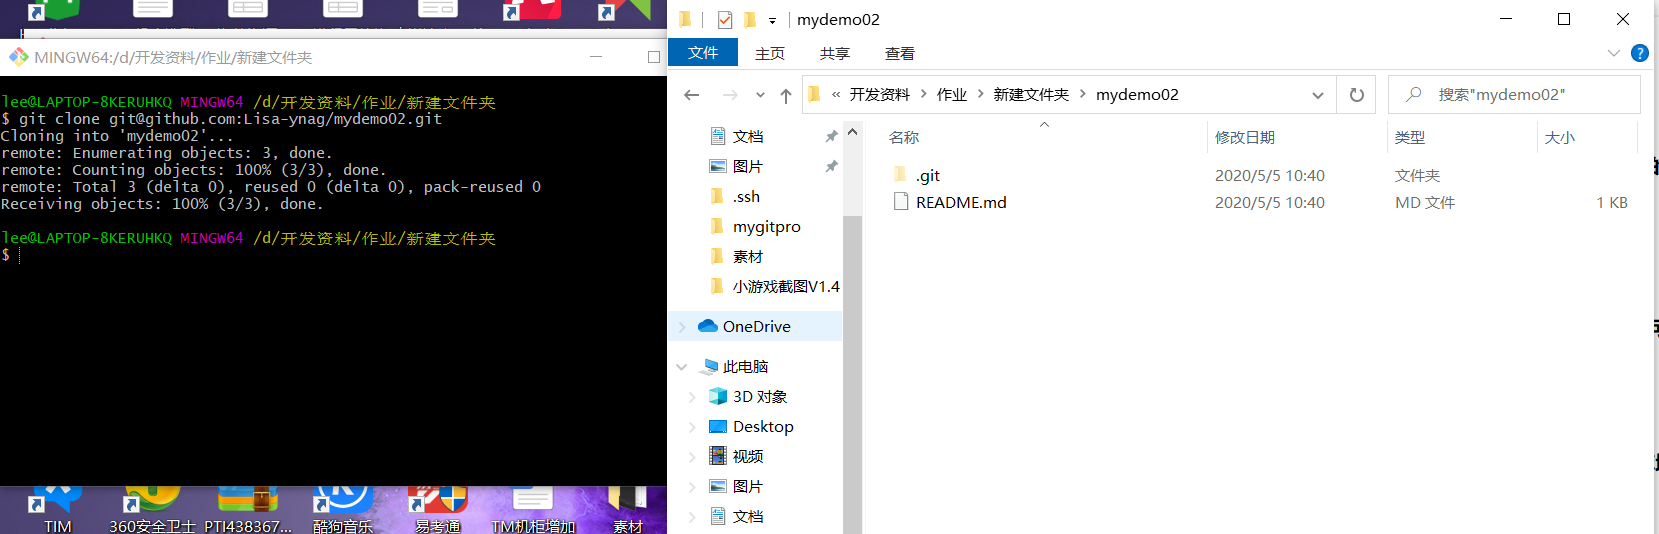 MINGW64:/d/开发资料/作业/新建文件夹
lee@LAPTOP-8KERUHKQ MINGW64 /d/开发资料/作业/新建文件夹
$ git clone git@github.com:Lisa-ynag/mydemo02.git
Cloning into 'mydemo02'...
remote: Enumerating objects: 3, done.
remote: Counting objects: 100% (3/3), done.
remote: Total 3 (delta 0), reused 0 (delta 0), pack-reused 0
Receiving objects: 100% (3/3), done.
lee@LAPTOP-8KERUHKQ MINGW64 /d/开发资料/作业/新建文件夹
$
TIM
360安全卫士
PTI438367...
酷狗音乐
易考通
TM机柜增加
素材
mydemo02
文件 主页 共享 查看
« 开发资料 > 作业 > 新建文件夹 > mydemo02
搜索"mydemo02"
文档
图片
.ssh
mygitpro
素材
小游戏截图V1.4
OneDrive
此电脑
3D 对象
Desktop
视频
图片
文档
名称 修改日期 类型 大小
.git 2020/5/5 10:40 文件夹
README.md 2020/5/5 10:40 MD 文件 1 KB